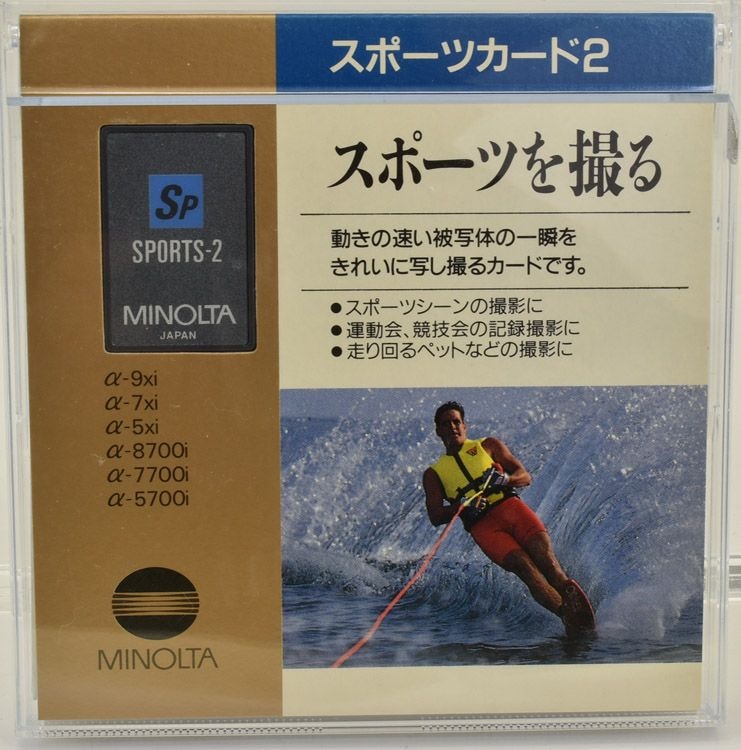 スポーツカード2
Sp
SPORTS-2
MINOLTA
JAPAN
α-9xi
α-7xi
α-5xi
α-8700i
α-7700i
α-5700i
MINOLTA
スポーツを撮る
動きの速い被写体の一瞬を
きれいに写し撮るカードです。
●スポーツシーンの撮影に
●運動会、競技会の記録撮影に
●走り回るペットなどの撮影に